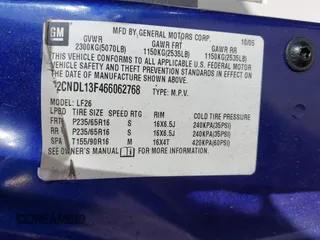 GM
MFD BY GENERAL MOTORS CORP. 10/05
GVWR GAWR FRT GAWR RR
2300KG(5070LB) 1150KG(2535LB) 1150KG(2535LB)
THIS VEHICLE CONFORMS TO ALL APPLICABLE U.S. FEDERAL MOTOR
VEHICLE SAFETY AND THEFT PREVENTION STANDARDS IN EFFECT ON THE
DATE OF MANUFACTURE SHOWN ABOVE.
2CNDL13F466062768 TYPE: M.P.V.
MODEL: LF26
LPBD TIRE SIZE SPEED RTG RIM COLD TIRE PRESSURE
FRT P235/65R16 S 16X6.5J 240KPA(35PSI)
RR P235/65R16 S 16X6.5J 240KPA(35PSI)
SPA T155/90R16 M 16X4T 420KPA(60PSI)
SEE OWNER'S MANUAL FOR ADDITIONAL INFORMATION.